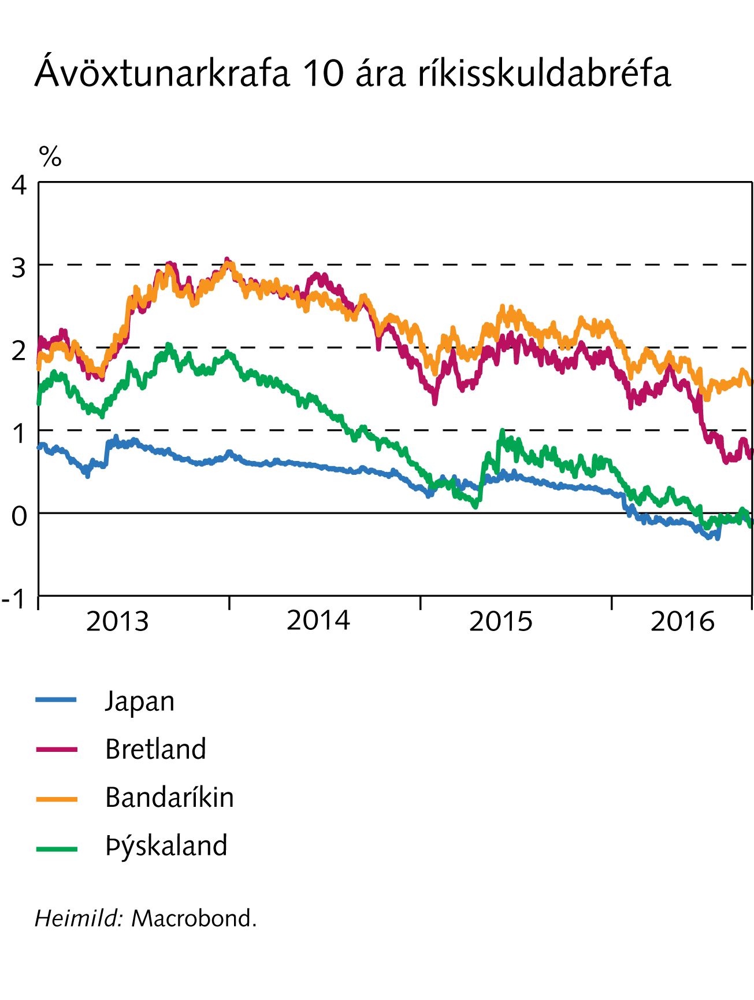 Ávöxtunarkrafa 10 ára ríkisskuldabréfa
%
4
3
2
1
0
-1
2013 2014 2015 2016
Japan
Bretland
Bandaríkin
Þýskaland
Heimild: Macrobond.